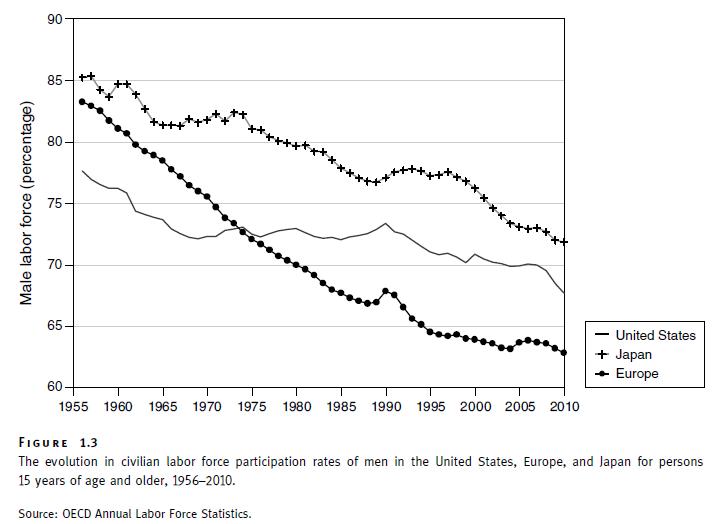 90
85
80
75
70
65
60
Male labor force (percentage)
1955 1960 1965 1970 1975 1980 1985 1990 1995 2000 2005 2010
United States
Japan
Europe
FIGURE 1.3
The evolution in civilian labor force participation rates of men in the United States, Europe, and Japan for persons
15 years of age and older, 1956–2010.
Source: OECD Annual Labor Force Statistics.